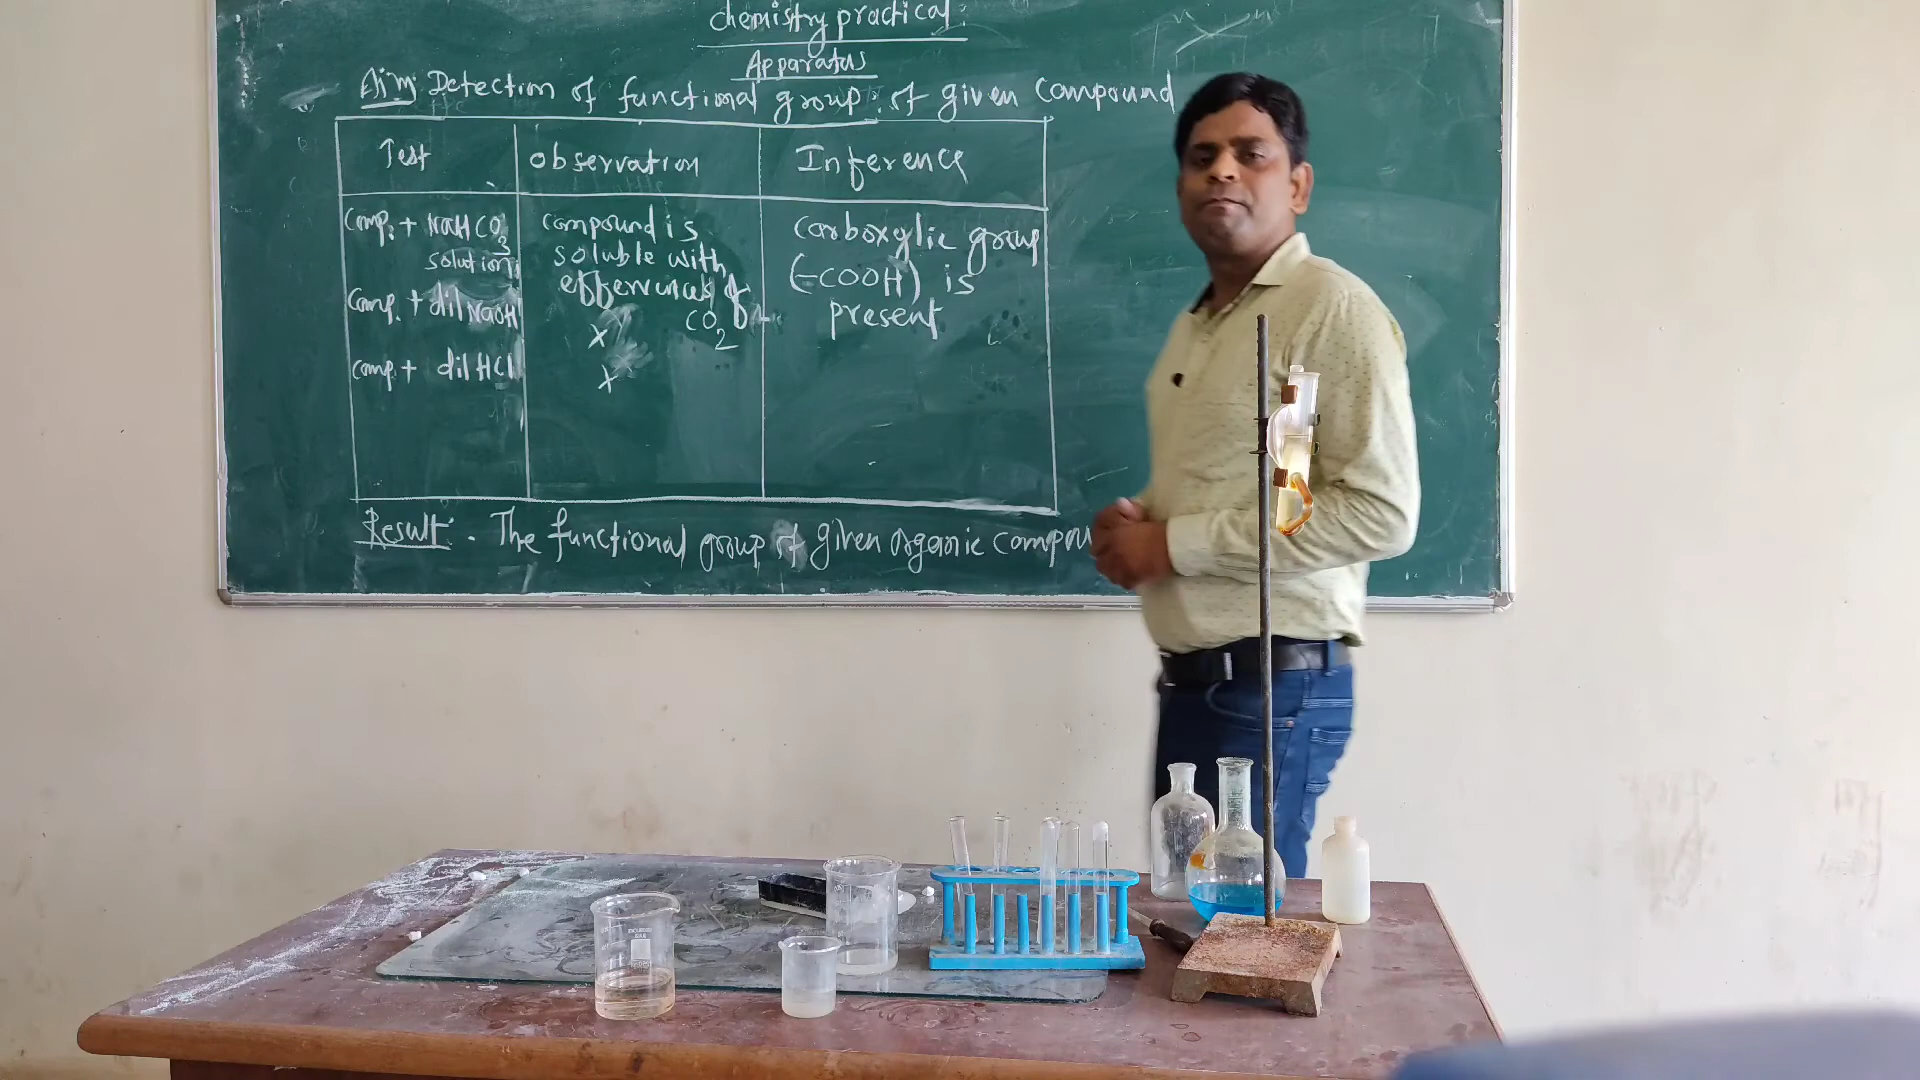 Chemistry practical:
Apparatus
Aim: Detection of functional group: of given compound
Test
observation
Inference
comp. + NaHCO3
solution
comp. + dil NaOH
comp. + dil HCl
compound is
soluble with
of
CO2
x
x
carboxylic group
(-COOH) is
present
Result: - The functional group of given organic compou